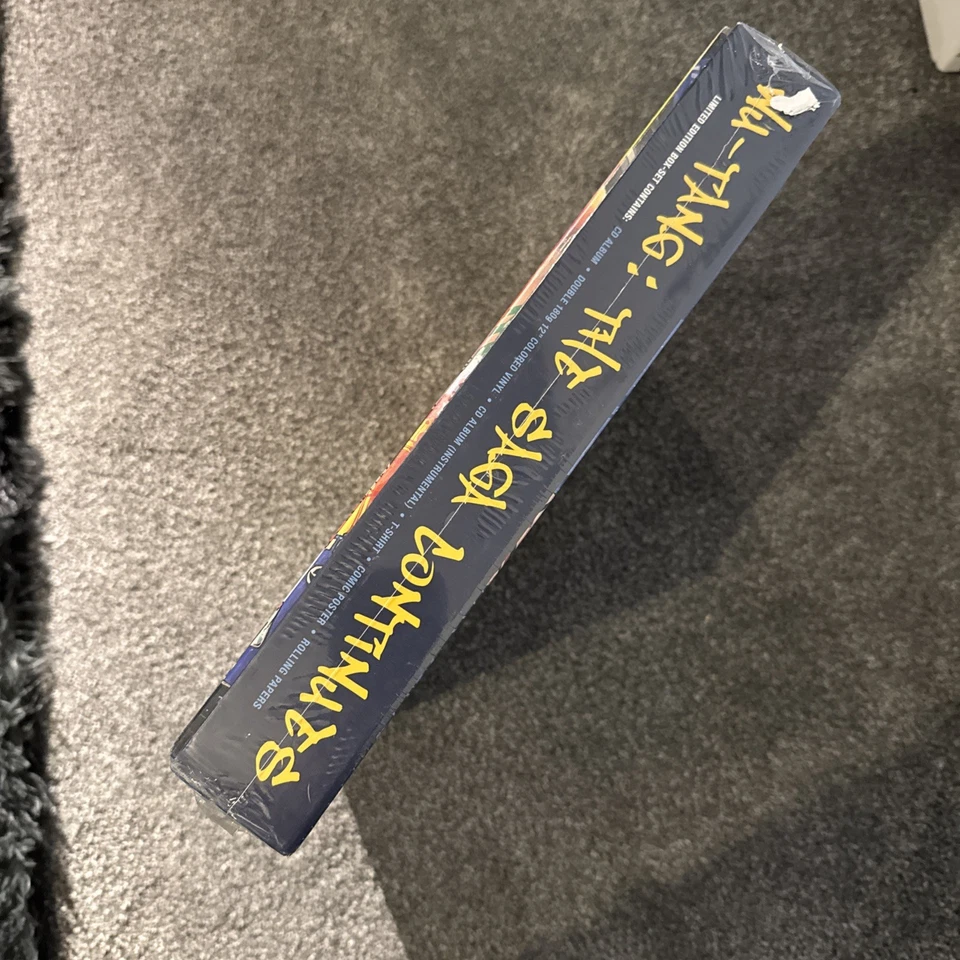 Wu-TANG: THE SAGA CONTINUES
LIMITED EDITION BOX-SET CONTAINS: CD ALBUM • DOUBLE 180g 12" COLORED VINYL • CD ALBUM (INSTRUMENTAL) • T-SHIRT • COMIC POSTER • ROLLING PAPERS